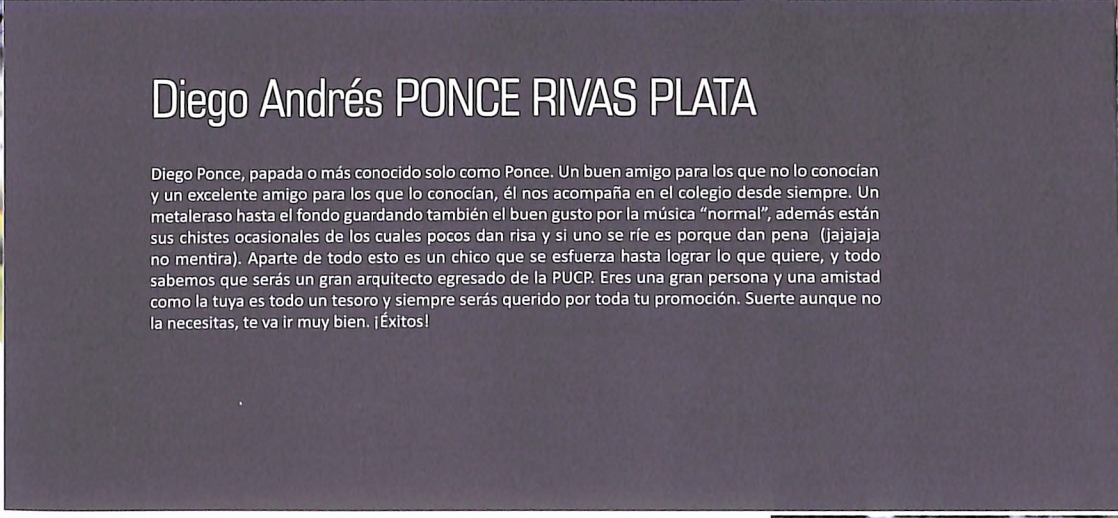 Diego Andrés PONCE RIVAS PLATA
Diego Ponce, papada o más conocido solo como Ponce. Un buen amigo para los que no lo conocían
y un excelente amigo para los que lo conocían, él nos acompaña en el colegio desde siempre. Un
metaleraso hasta el fondo guardando también el buen gusto por la música “normal”, además están
sus chistes ocasionales de los cuales pocos dan risa y si uno se ríe es porque dan pena (jajajaja
no mentira). Aparte de todo esto es un chico que se esfuerza hasta lograr lo que quiere, y todo
sabemos que serás un gran arquitecto egresado de la PUCP. Eres una gran persona y una amistad
como la tuya es todo un tesoro y siempre serás querido por toda tu promoción. Suerte aunque no
la necesitas, te va ir muy bien. ¡Éxitos!